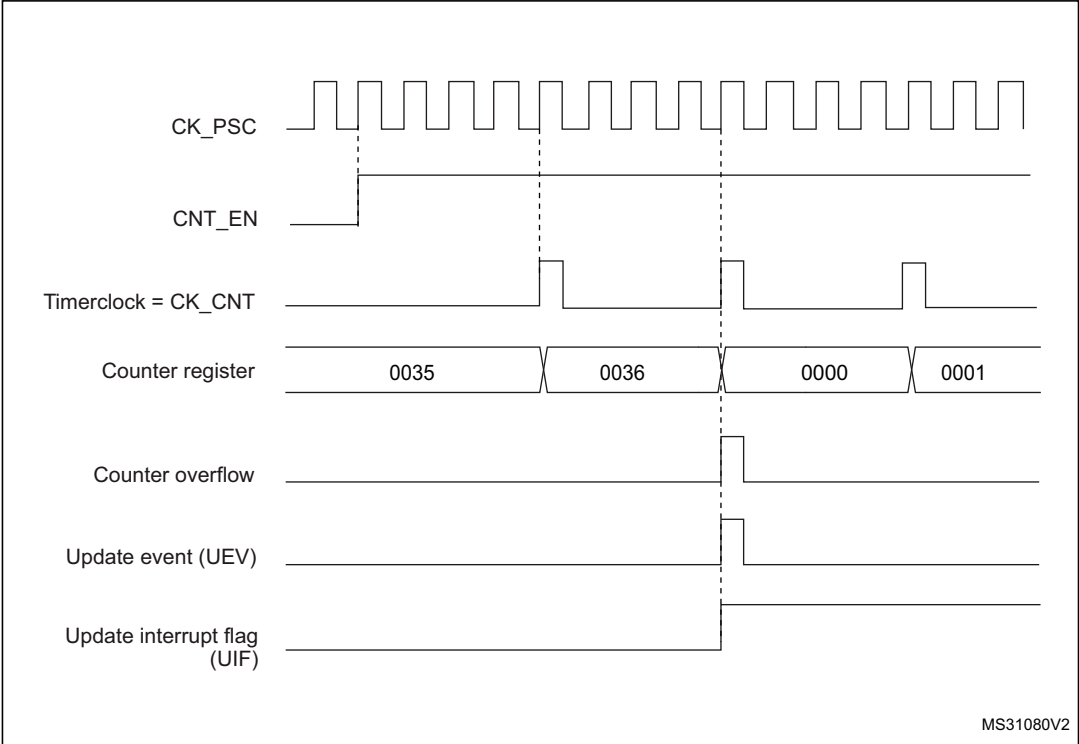 CK_PSC
CNT_EN
Timerclock = CK_CNT
Counter register
0035 0036 0000 0001
Counter overflow
Update event (UEV)
Update interrupt flag
(UIF)
MS31080V2